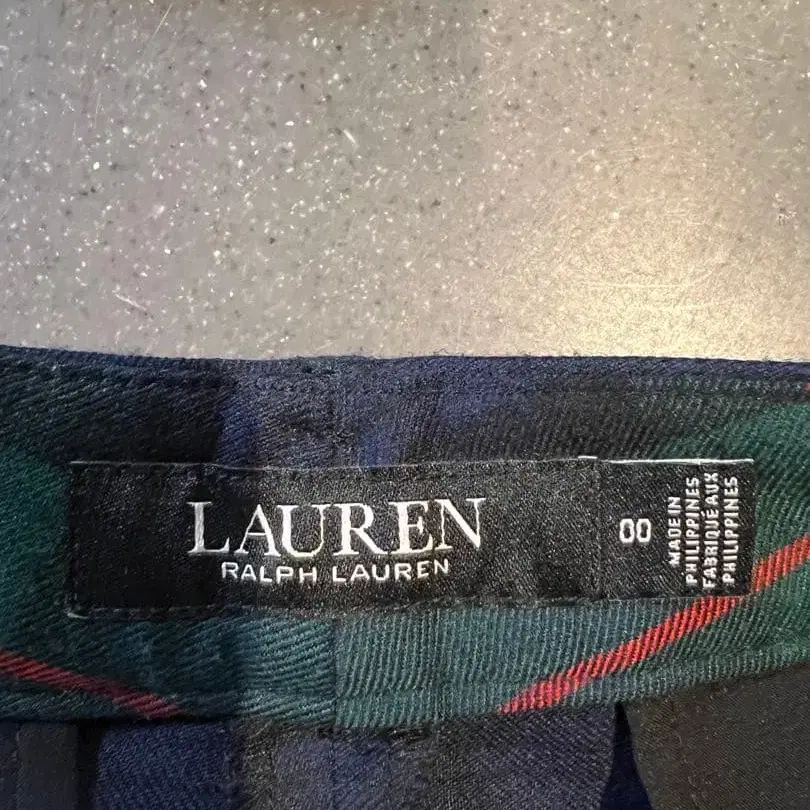 LAUREN
RALPH LAUREN
00
MADE IN
PHILIPPINES
FABRIQUÉ AUX
PHILIPPINES